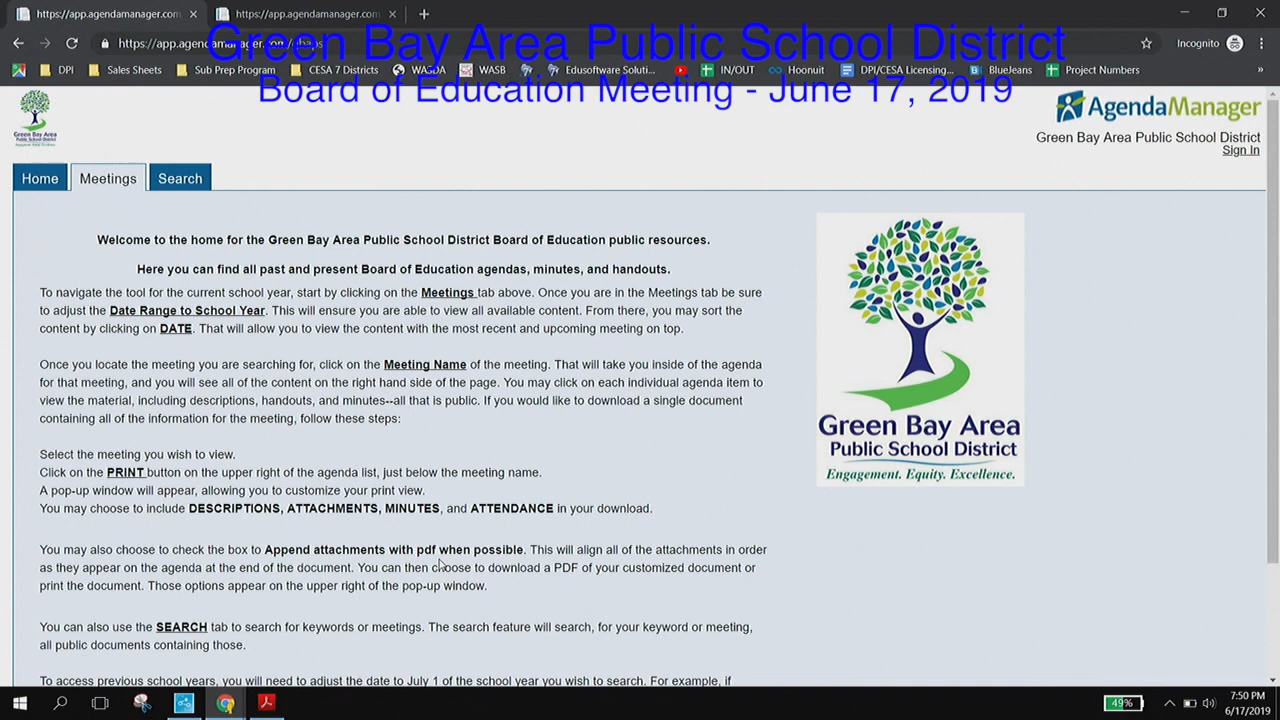 https://app.agendamanager.com/
https://app.agendamanager.com/
Green Bay Area Public School District
https://app.agendamanager.com/
Incognito
DPI
Sales Sheets
Sub Prep Program
CESA 7 Districts
WACDA
WASB
Edusoftware Soluti...
IN/OUT
Hoonuit
DPI/CESA Licensing...
BlueJeans
Project Numbers
»
Board of Education Meeting - June 17, 2019
Green Bay Area
Public School District
AgendaManager
Green Bay Area Public School District
Sign In
Home
Meetings
Search
Welcome to the home for the Green Bay Area Public School District Board of Education public resources.
Here you can find all past and present Board of Education agendas, minutes, and handouts.
To navigate the tool for the current school year, start by clicking on the Meetings tab above. Once you are in the Meetings tab be sure
to adjust the Date Range to School Year. This will ensure you are able to view all available content. From there, you may sort the
content by clicking on DATE. That will allow you to view the content with the most recent and upcoming meeting on top.
Once you locate the meeting you are searching for, click on the Meeting Name of the meeting. That will take you inside of the agenda
for that meeting, and you will see all of the content on the right hand side of the page. You may click on each individual agenda item to
view the material, including descriptions, handouts, and minutes--all that is public. If you would like to download a single document
containing all of the information for the meeting, follow these steps:
Select the meeting you wish to view.
Click on the PRINT button on the upper right of the agenda list, just below the meeting name.
A pop-up window will appear, allowing you to customize your print view.
You may choose to include DESCRIPTIONS, ATTACHMENTS, MINUTES, and ATTENDANCE in your download.
You may also choose to check the box to Append attachments with pdf when possible. This will align all of the attachments in order
as they appear on the agenda at the end of the document. You can then choose to download a PDF of your customized document or
print the document. Those options appear on the upper right of the pop-up window.
You can also use the SEARCH tab to search for keywords or meetings. The search feature will search, for your keyword or meeting,
all public documents containing those.
To access previous school years, you will need to adjust the date to July 1 of the school year you wish to search. For example, if
Green Bay Area
Public School District
Engagement. Equity. Excellence.
49%
7:50 PM
6/17/2019